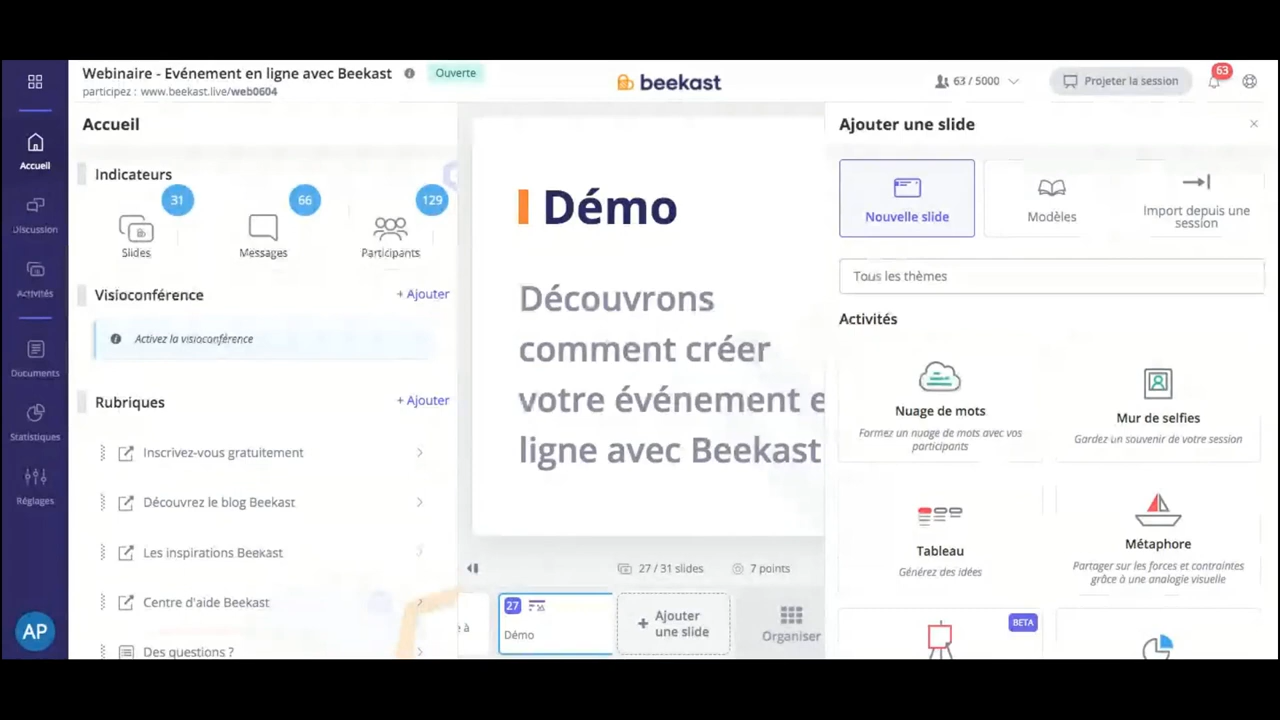 Webinaire - Evénement en ligne avec Beekast
Ouverte
participez : www.beekast.live/web0604
beekast
63 / 5000
Projeter la session
63
Accueil
Discussion
Activités
Documents
Statistiques
Réglages
AP
Accueil
Indicateurs
31
66
129
Slides
Messages
Participants
Visioconférence
+ Ajouter
Activez la visioconférence
Rubriques
+ Ajouter
Inscrivez-vous gratuitement
Découvrez le blog Beekast
Les inspirations Beekast
Centre d'aide Beekast
Des questions ?
Démo
Découvrons
comment créer
votre événement e
ligne avec Beekast
27 / 31 slides
7 points
e à
27
Démo
+ Ajouter
une slide
Organiser
Ajouter une slide
Nouvelle slide
Modèles
Import depuis une
session
Tous les thèmes
Activités
Nuage de mots
Formez un nuage de mots avec vos
participants
Mur de selfies
Gardez un souvenir de votre session
Tableau
Générez des idées
Métaphore
Partager sur les forces et contraintes
grâce à une analogie visuelle
BETA